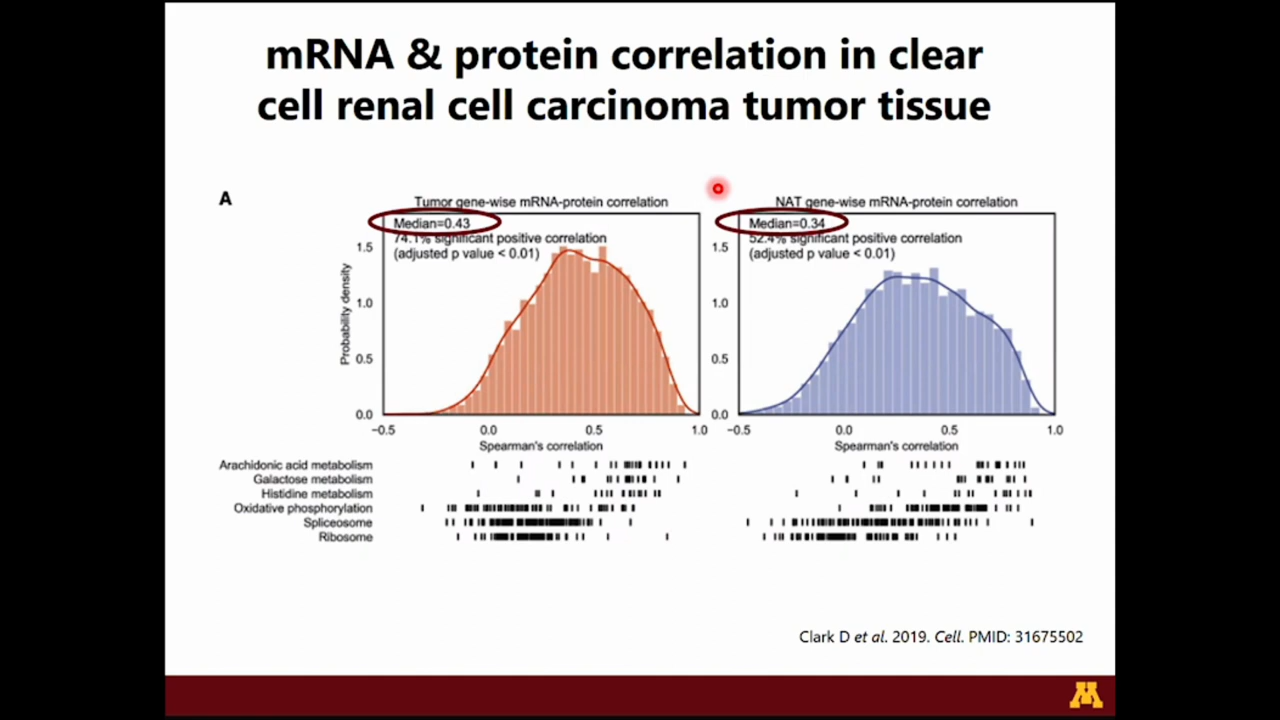 mRNA & protein correlation in clear
cell renal cell carcinoma tumor tissue
A
Tumor gene-wise mRNA-protein correlation
Median=0.43
74.1% significant positive correlation
(adjusted p value < 0.01)
Probability density
1.5
1.0
0.5
0.0
−0.5
0.0
0.5
1.0
Spearman's correlation
NAT gene-wise mRNA-protein correlation
Median=0.34
52.4% significant positive correlation
(adjusted p value < 0.01)
1.5
1.0
0.5
0.0
−0.5
0.0
0.5
1.0
Spearman's correlation
Arachidonic acid metabolism
Galactose metabolism
Histidine metabolism
Oxidative phosphorylation
Spliceosome
Ribosome
Clark D et al. 2019. Cell. PMID: 31675502
M